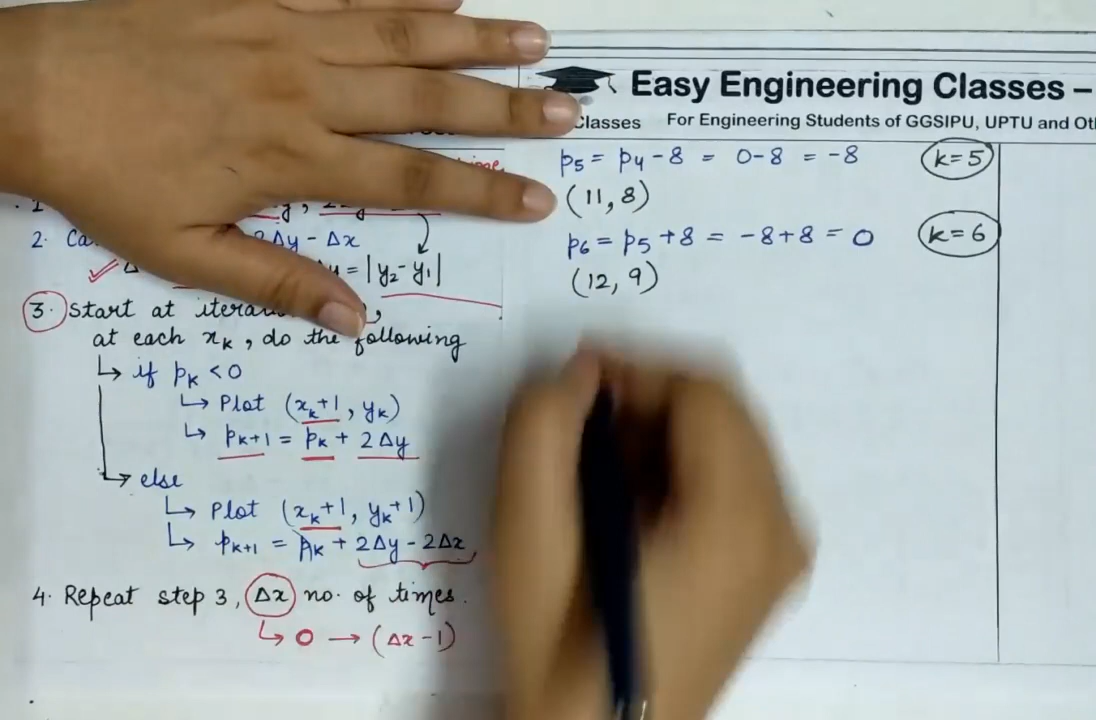 Easy Engineering Classes –
Classes For Engineering Students of GGSIPU, UPTU and Oth
2. 2Δy - Δx
= |y₂-y₁|
3. Start at
at each xₖ, do the following
↳ if pₖ < 0
↳ Plot (xₖ+1, yₖ)
↳ pₖ₊₁ = pₖ + 2Δy
↳ else
↳ Plot (xₖ+1, yₖ+1)
↳ pₖ₊₁ = pₖ + 2Δy - 2Δx
4. Repeat step 3, Δx no. of times.
↳ 0 → (Δx-1)
p₅ = p₄ - 8 = 0-8 = -8 k=5
(11, 8)
p₆ = p₅ + 8 = -8+8 = 0 k=6
(12, 9)